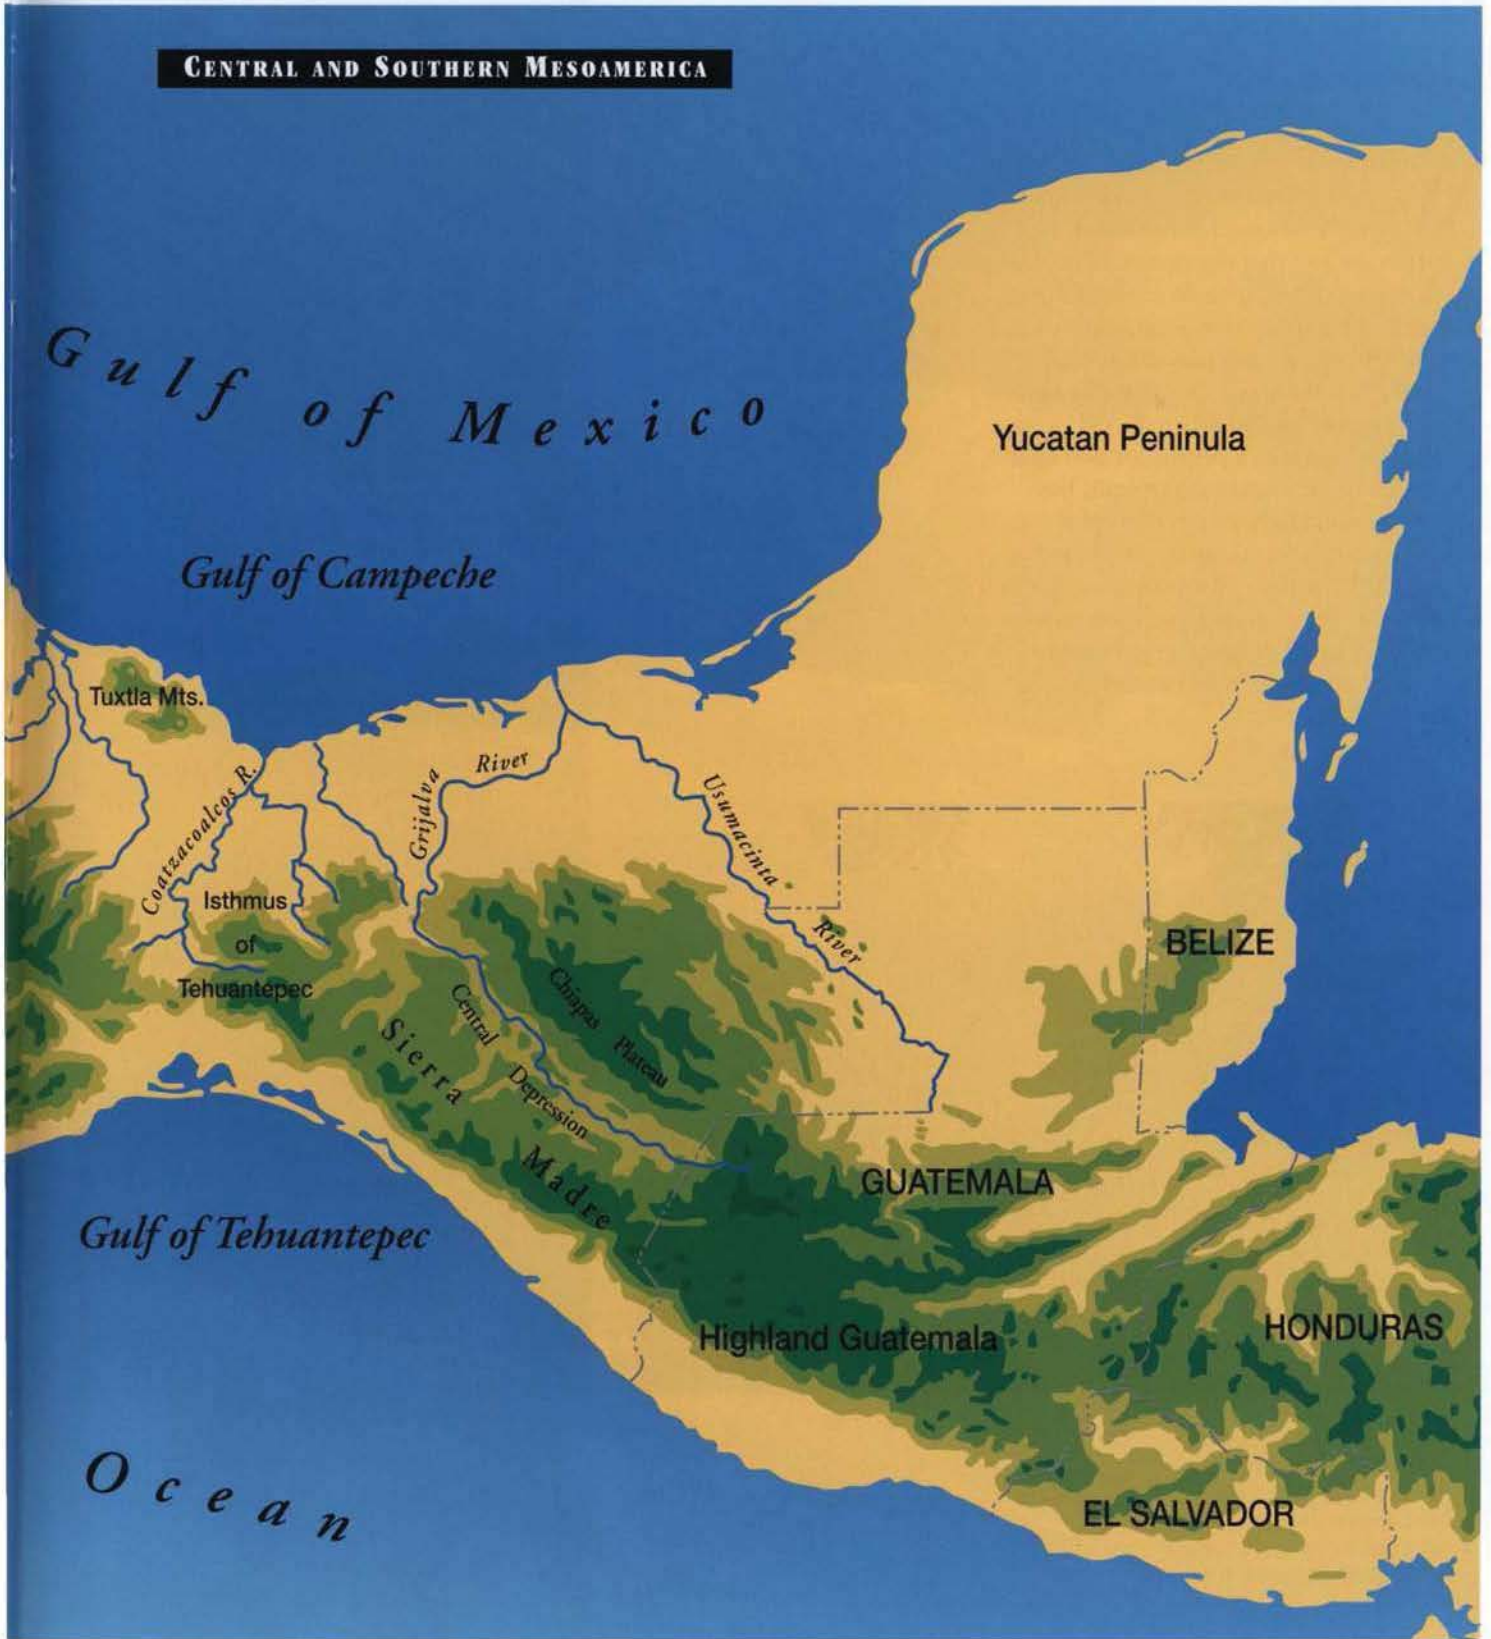 CENTRAL AND SOUTHERN MESOAMERICA
Gulf of Mexico
Yucatan Peninula
Gulf of Campeche
Tuxtla Mts.
Grijalva River
Usumacinta River
Coatzacoalcos R.
Isthmus
of
Tehuantepec
BELIZE
Chiapas Plateau
Central Depression
Sierra Madre
GUATEMALA
Gulf of Tehuantepec
Highland Guatemala
HONDURAS
Ocean
EL SALVADOR